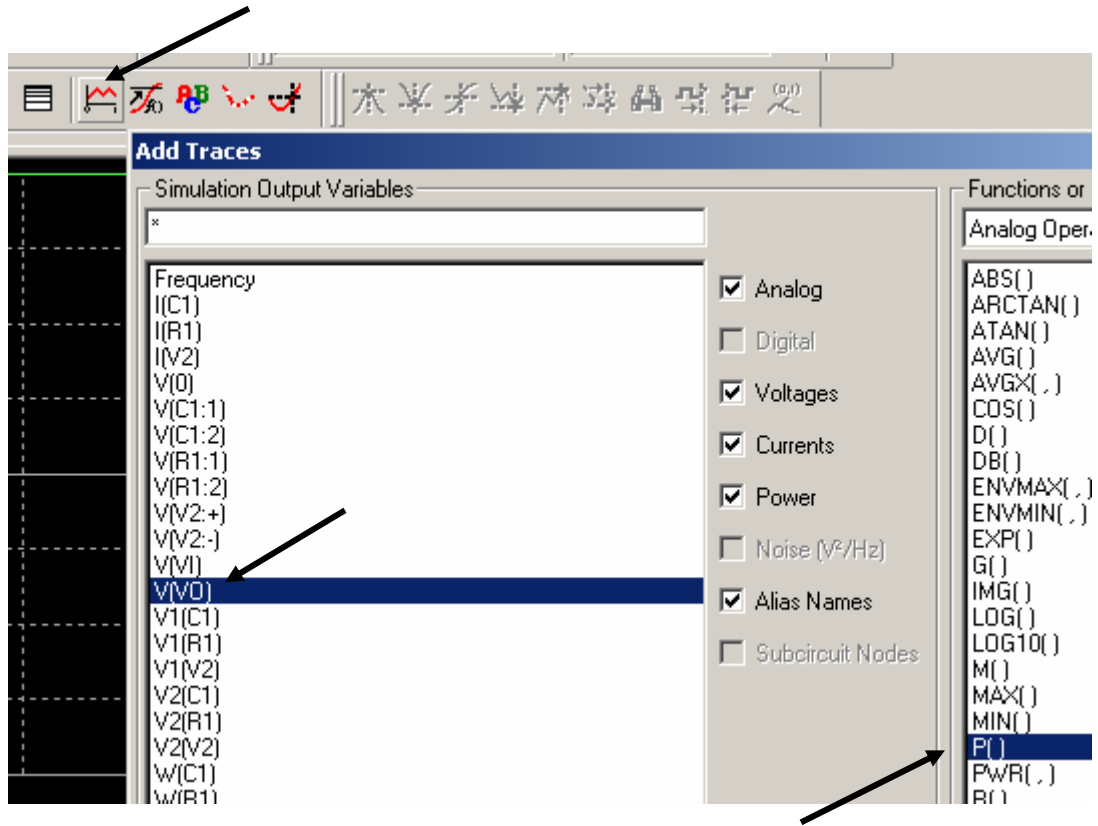 Add Traces
Simulation Output Variables
*
Frequency
I(C1)
I(R1)
I(V2)
V(0)
V(C1:1)
V(C1:2)
V(R1:1)
V(R1:2)
V(V2:+)
V(V2:-)
V(VI)
V(VO)
V1(C1)
V1(R1)
V1(V2)
V2(C1)
V2(R1)
V2(V2)
W(C1)
W(R1)
Analog
Digital
Voltages
Currents
Power
Noise (V²/Hz)
Alias Names
Subcircuit Nodes
Functions or
Analog Oper
ABS( )
ARCTAN( )
ATAN( )
AVG( )
AVGX( , )
COS( )
D( )
DB( )
ENVMAX( , )
ENVMIN( , )
EXP( )
G( )
IMG( )
LOG( )
LOG10( )
M( )
MAX( )
MIN( )
P( )
PWR( , )
R( )